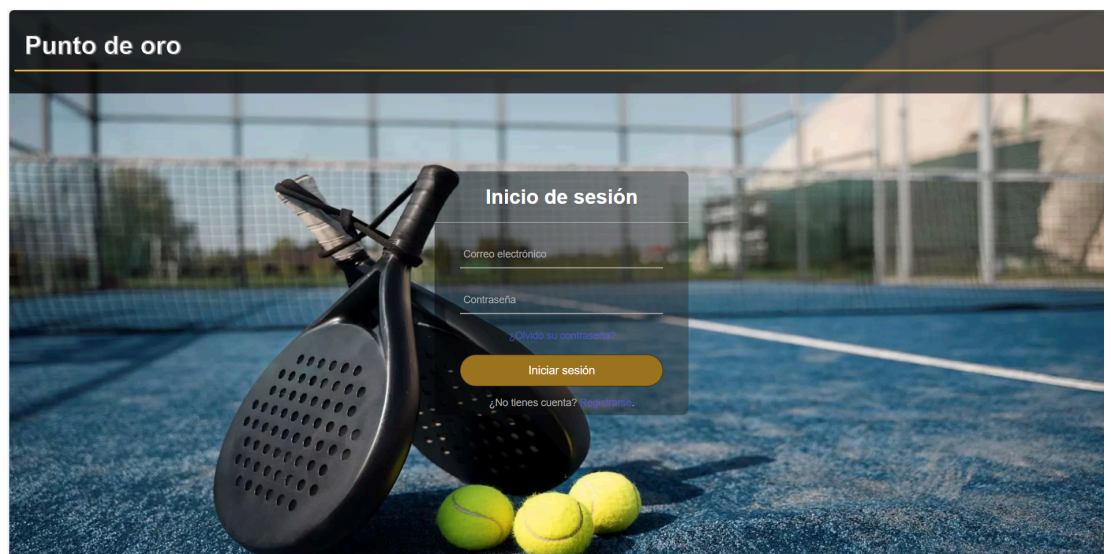 Punto de oro
Inicio de sesión
Correo electrónico
Contraseña
¿Olvidó su contraseña?
Iniciar sesión
¿No tienes cuenta? Registrarse.